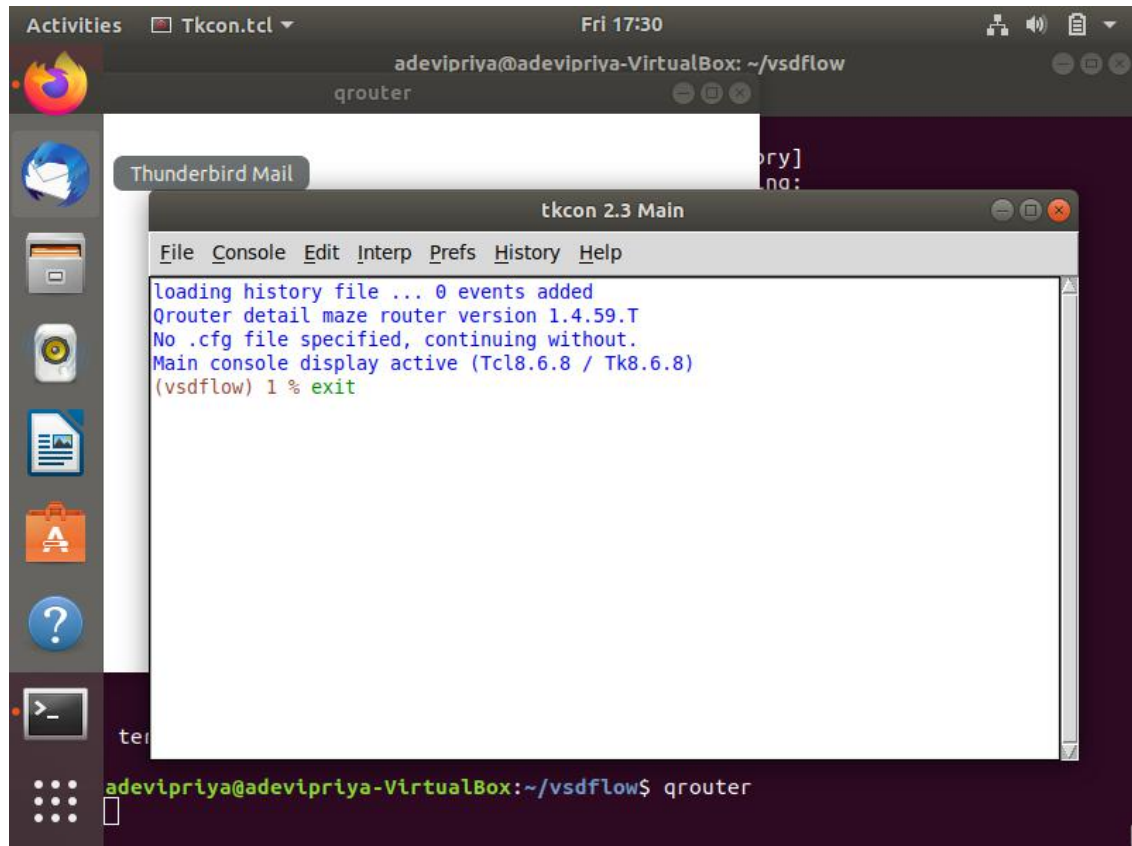 Activities Tkcon.tcl Fri 17:30
adevipriya@adevipriya-VirtualBox: ~/vsdflow
qrouter
ory]
Thunderbird Mail
ing:
tkcon 2.3 Main
File Console Edit Interp Prefs History Help
loading history file ... 0 events added
Qrouter detail maze router version 1.4.59.T
No .cfg file specified, continuing without.
Main console display active (Tcl8.6.8 / Tk8.6.8)
(vsdflow) 1 % exit
ter
adevipriya@adevipriya-VirtualBox:~/vsdflow$ qrouter